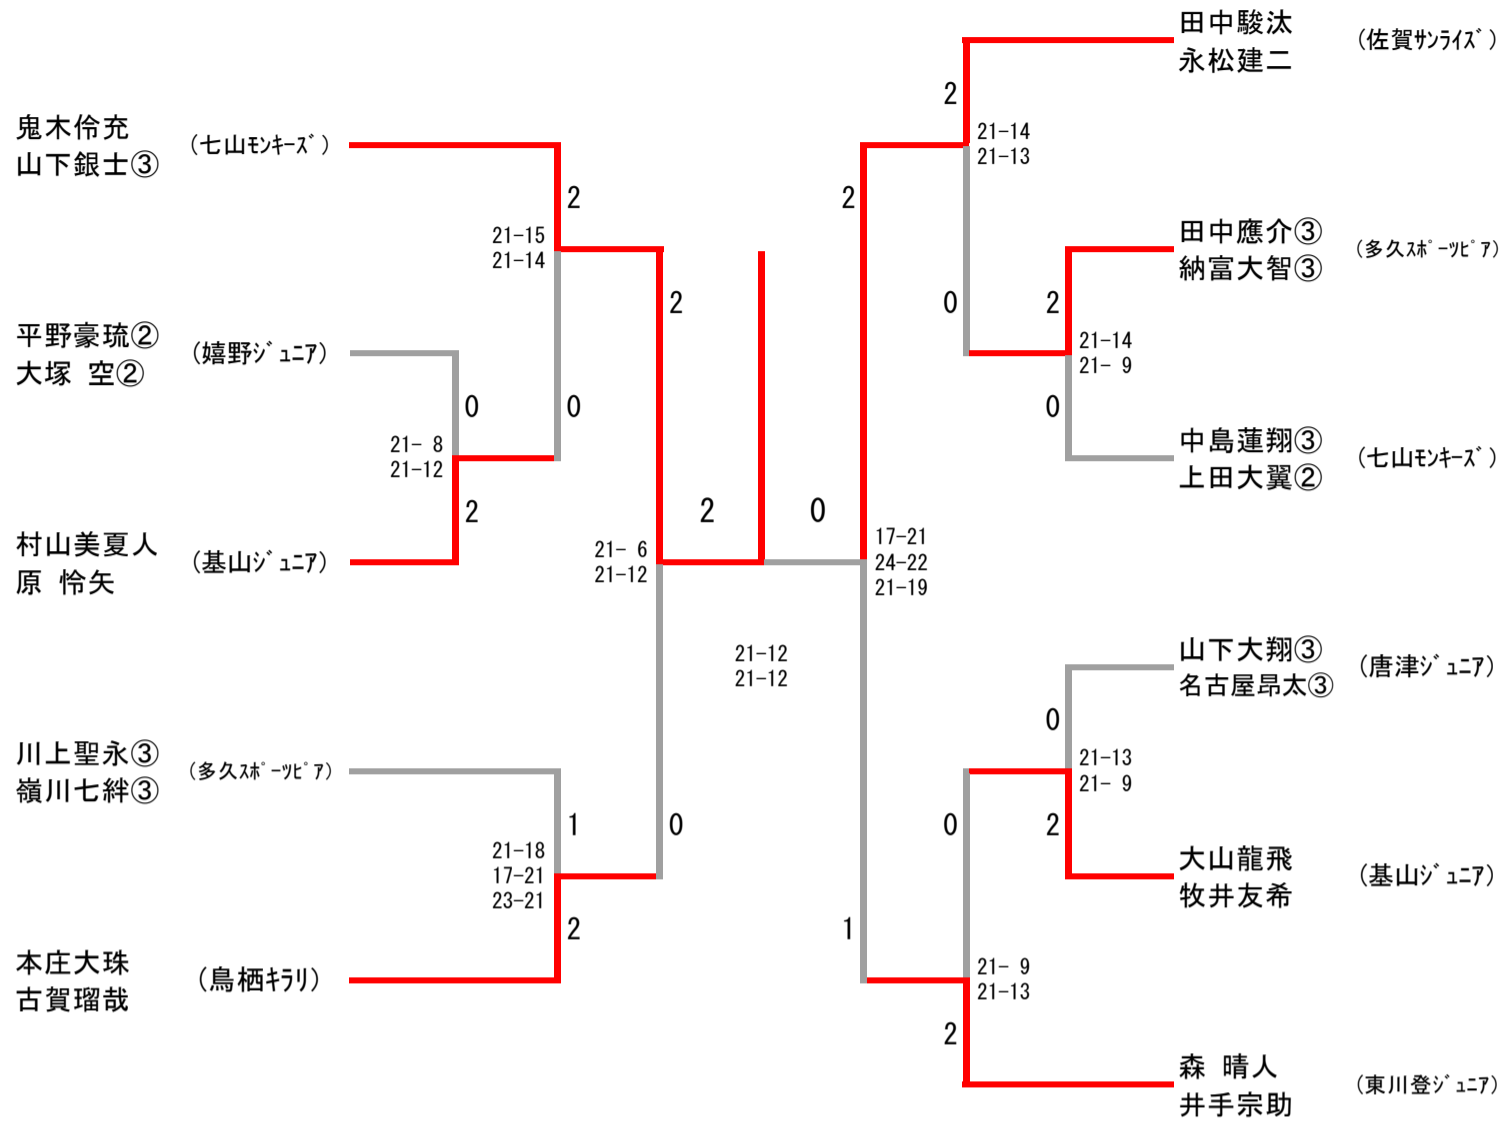 鬼木伶充
山下銀士③
(七山ﾓﾝｷｰｽﾞ)
2
21-15
21-14
平野豪琉②
大塚 空②
(嬉野ｼﾞｭﾆｱ)
0
0
21- 8
21-12
2
村山美夏人
原 怜矢
(基山ｼﾞｭﾆｱ)
2
21- 6
21-12
川上聖永③
嶺川七絆③
(多久ｽﾎﾟｰﾂﾋﾟｱ)
1
0
21-18
17-21
23-21
2
本庄大珠
古賀瑠哉
(鳥栖ｷﾗﾘ)
2
0
21-12
21-12
田中駿汰
永松建二
(佐賀ｻﾝﾗｲｽﾞ)
2
21-14
21-13
2
田中應介③
納富大智③
(多久ｽﾎﾟｰﾂﾋﾟｱ)
0
2
21-14
21- 9
0
中島蓮翔③
上田大翼②
(七山ﾓﾝｷｰｽﾞ)
17-21
24-22
21-19
山下大翔③
名古屋昂太③
(唐津ｼﾞｭﾆｱ)
0
21-13
21- 9
0
2
大山龍飛
牧井友希
(基山ｼﾞｭﾆｱ)
1
21- 9
21-13
2
森 晴人
井手宗助
(東川登ｼﾞｭﾆｱ)